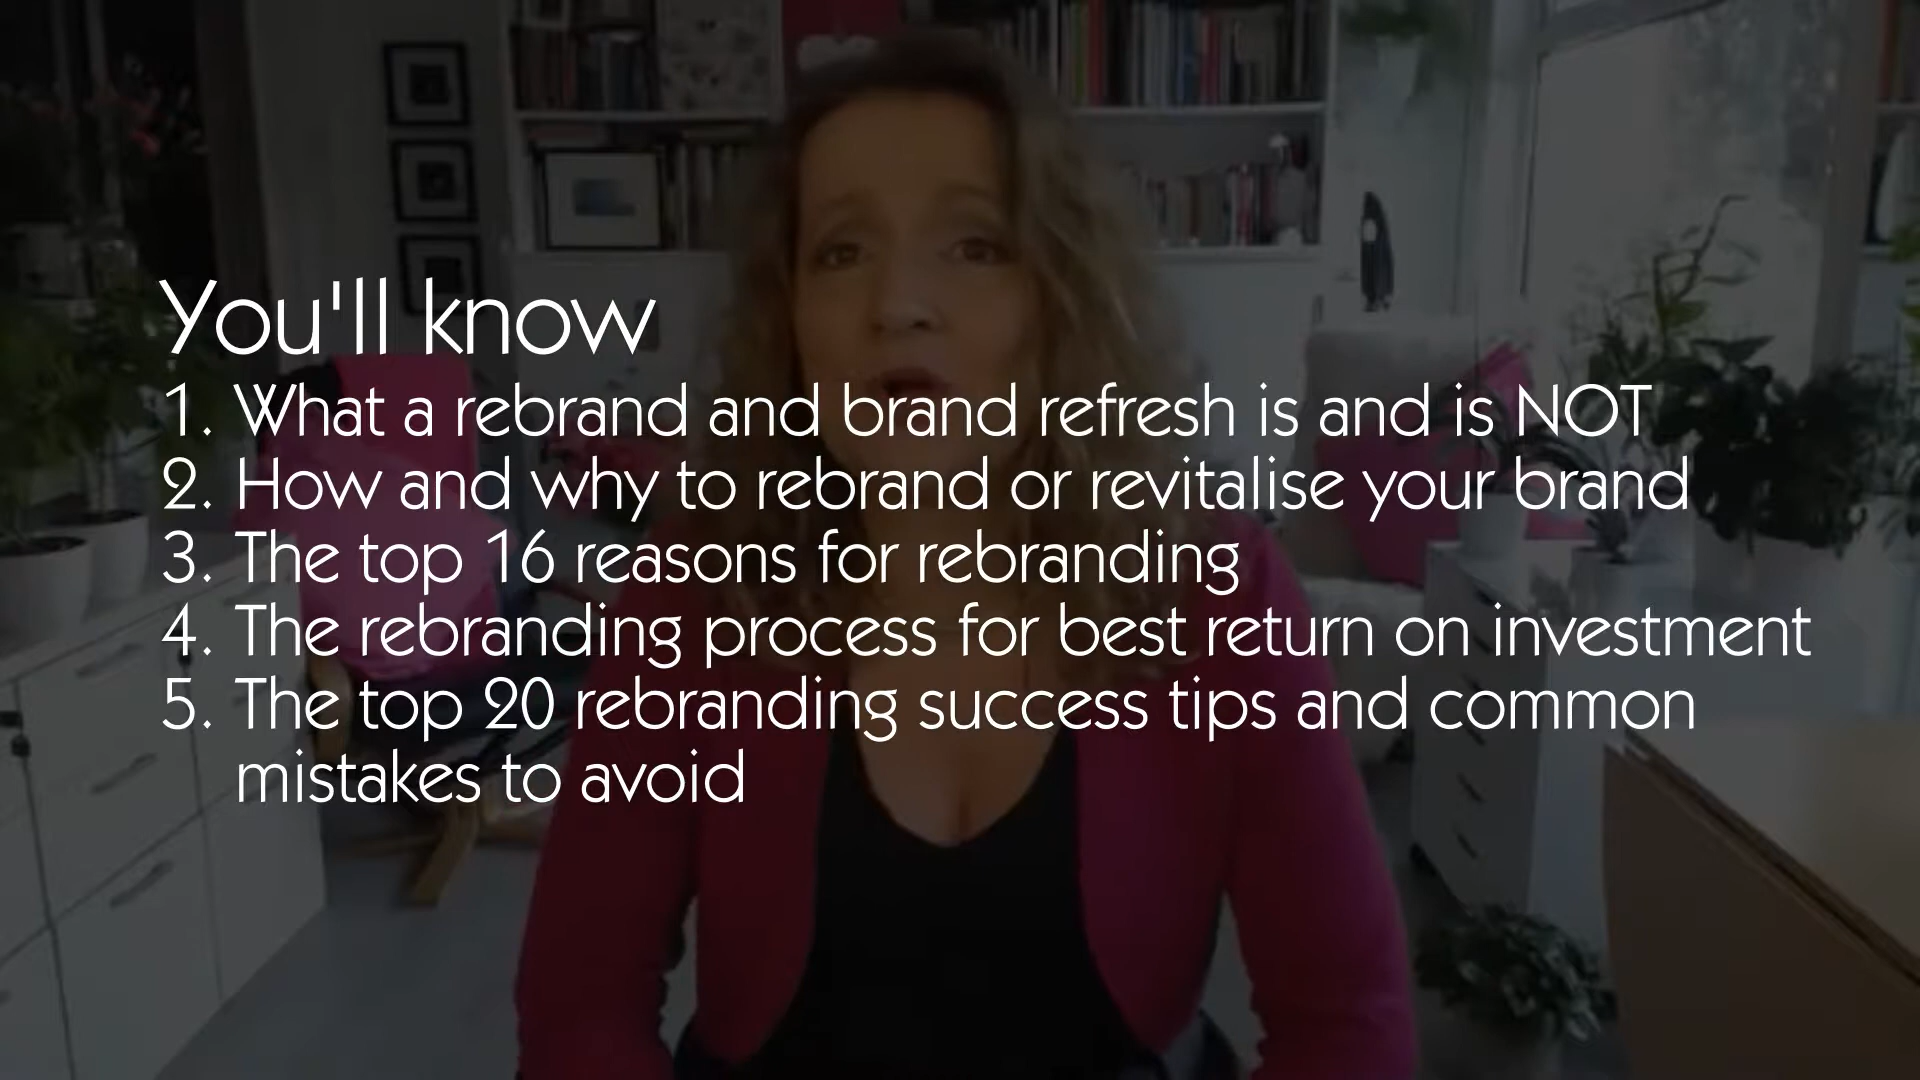 You'll know
1. What a rebrand and brand refresh is and is NOT
2. How and why to rebrand or revitalise your brand
3. The top 16 reasons for rebranding
4. The rebranding process for best return on investment
5. The top 20 rebranding success tips and common
mistakes to avoid